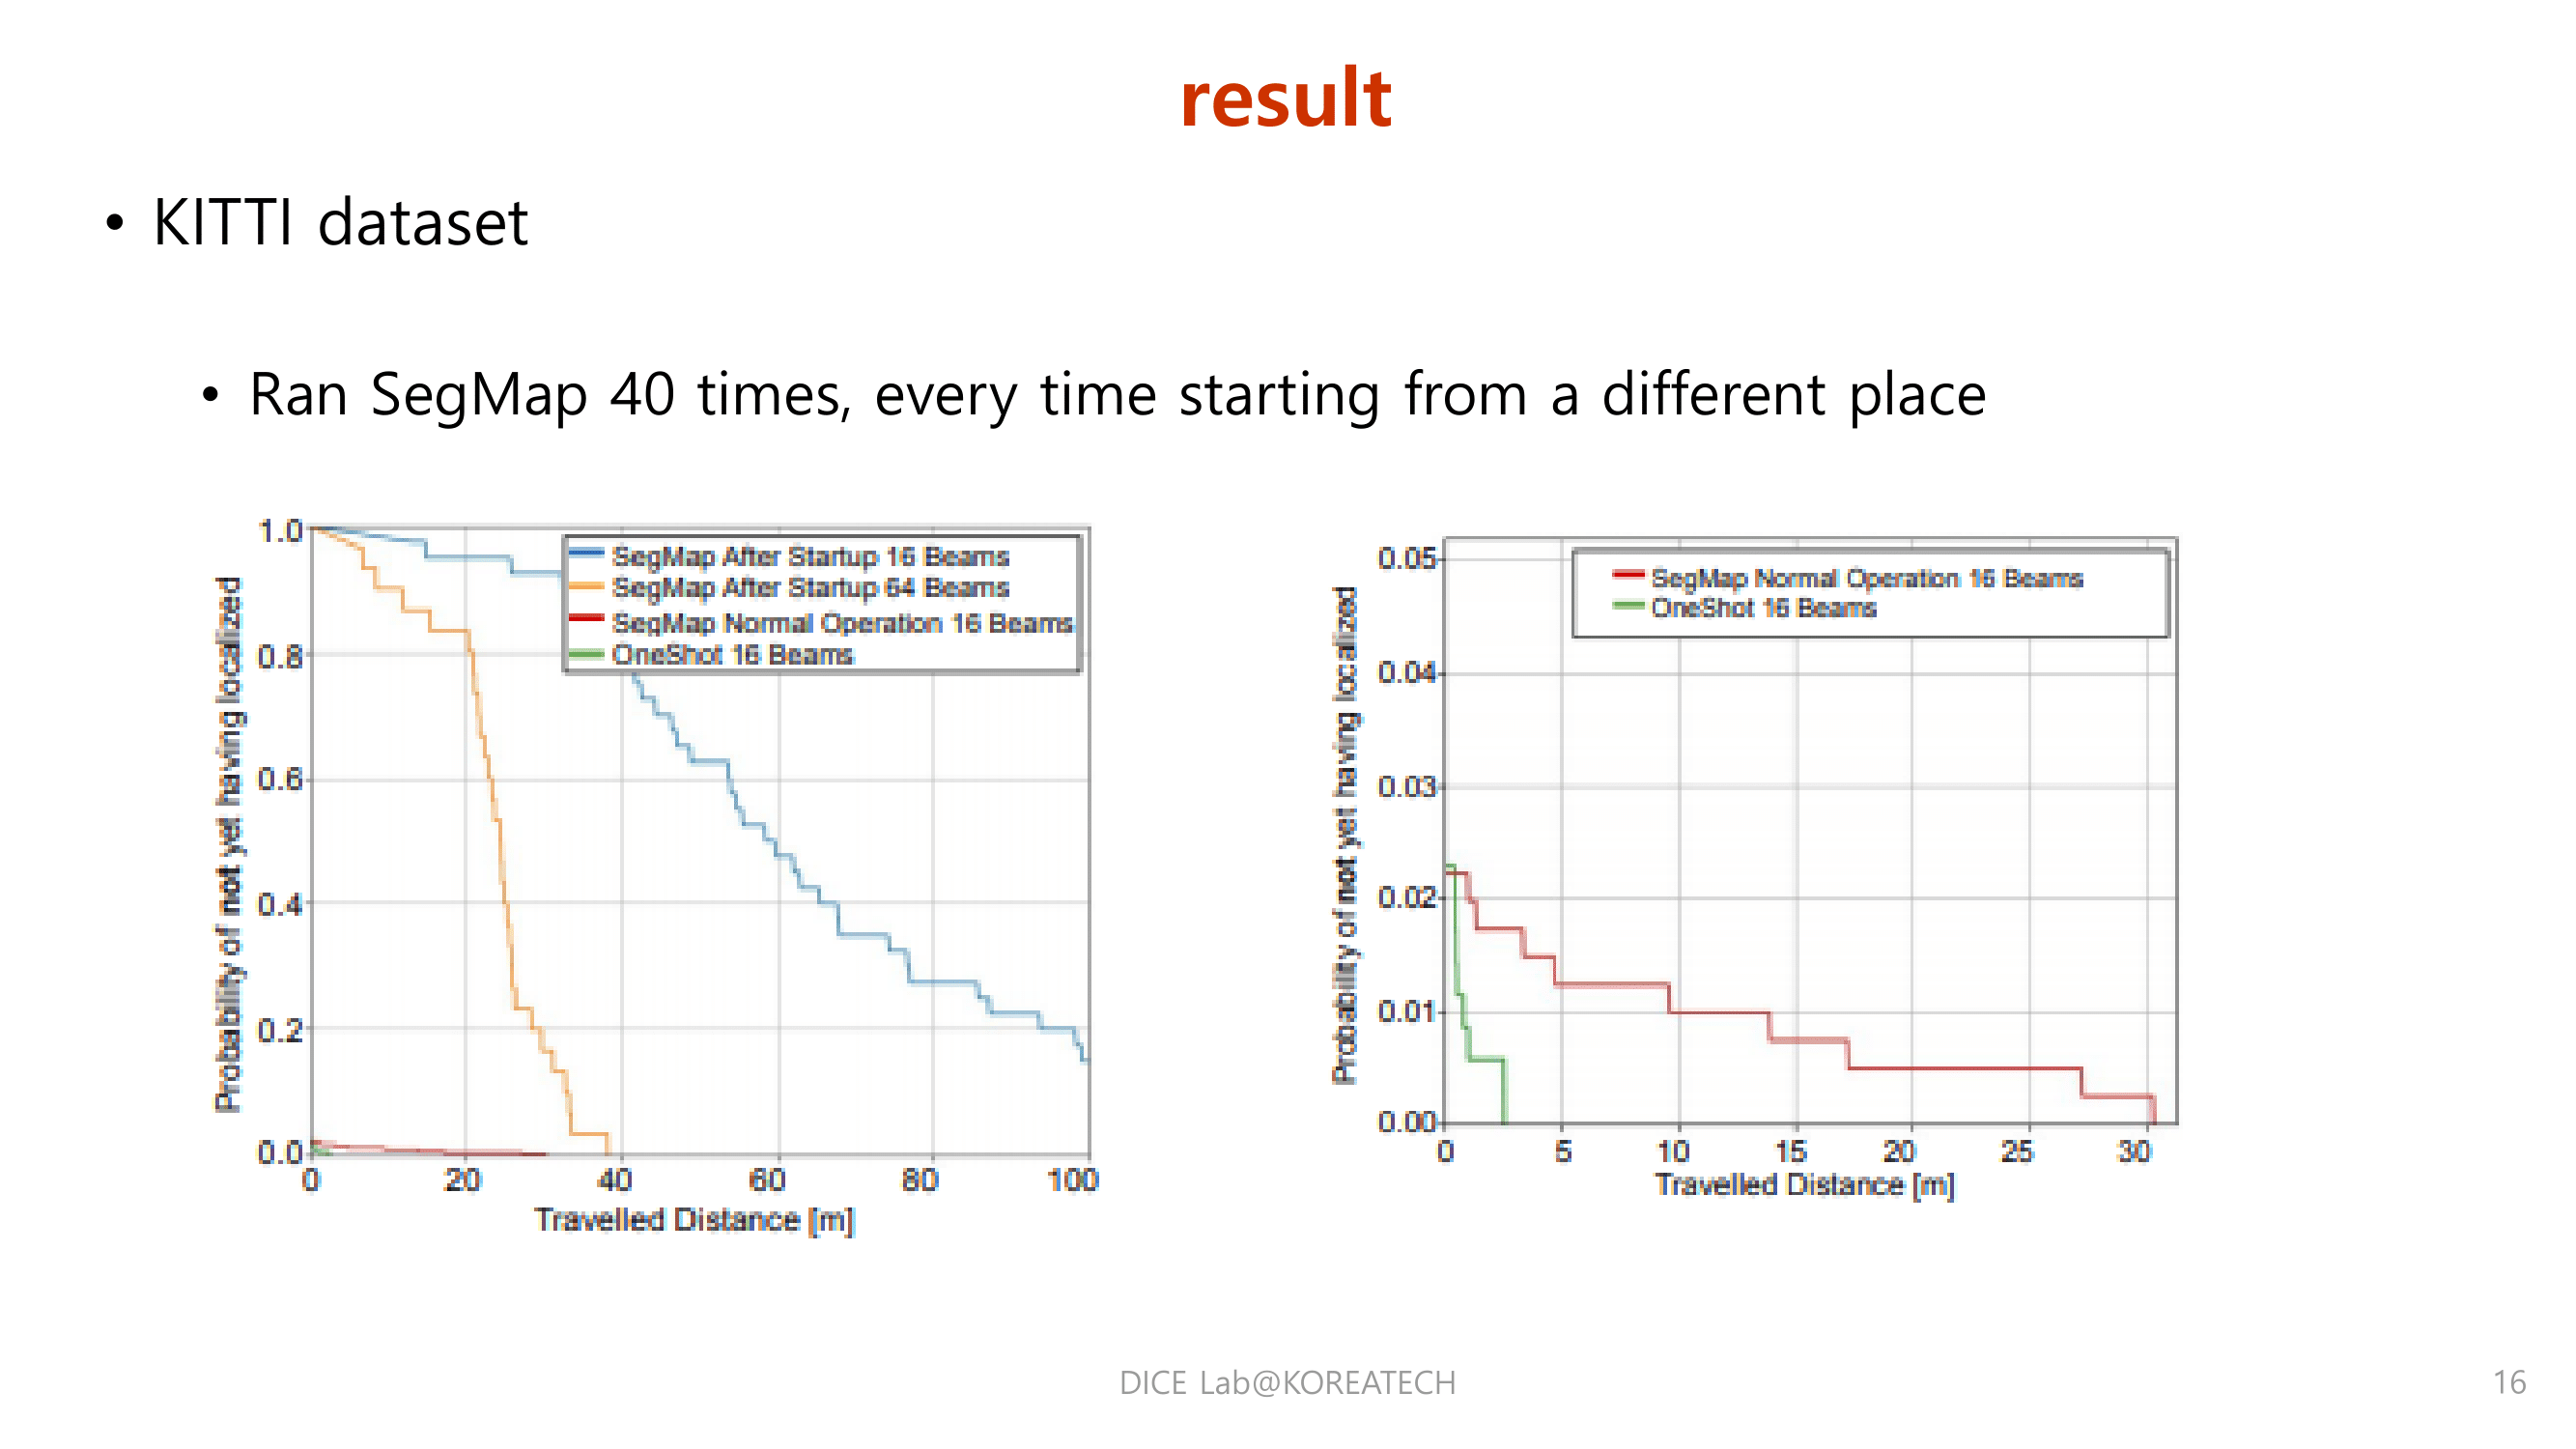 result
• KITTI dataset
• Ran SegMap 40 times, every time starting from a different place
Probability of not yet having localized
1.0
0.8
0.6
0.4
0.2
0.0
SegMap After Startup 16 Beams
SegMap After Startup 64 Beams
SegMap Normal Operation 16 Beams
OneShot 16 Beams
0 20 40 60 80 100
Travelled Distance [m]
Probability of not yet having localized
0.05
0.04
0.03
0.02
0.01
0.00
SegMap Normal Operation 16 Beams
OneShot 16 Beams
0 5 10 15 20 25 30
Travelled Distance [m]
DICE Lab@KOREATECH
16